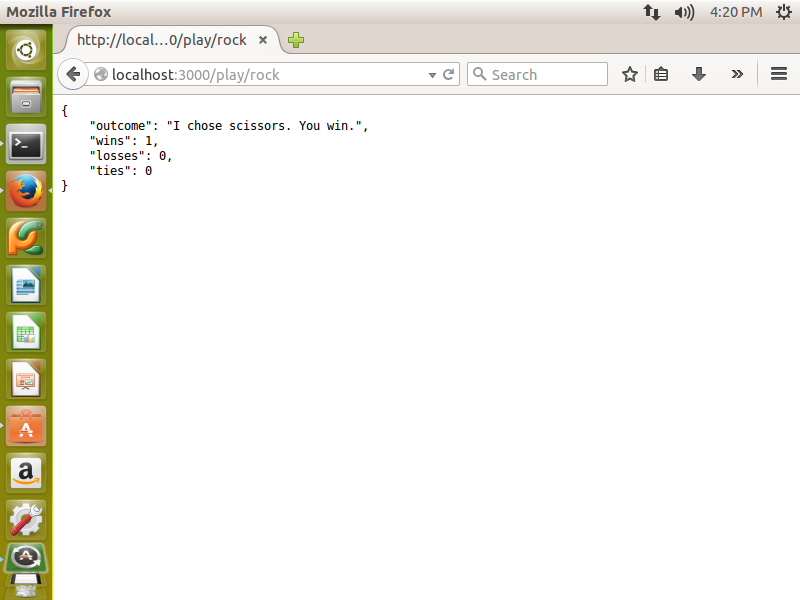 Mozilla Firefox
4:20 PM
http://local...0/play/rock
localhost:3000/play/rock
Search
{
"outcome": "I chose scissors. You win.",
"wins": 1,
"losses": 0,
"ties": 0
}